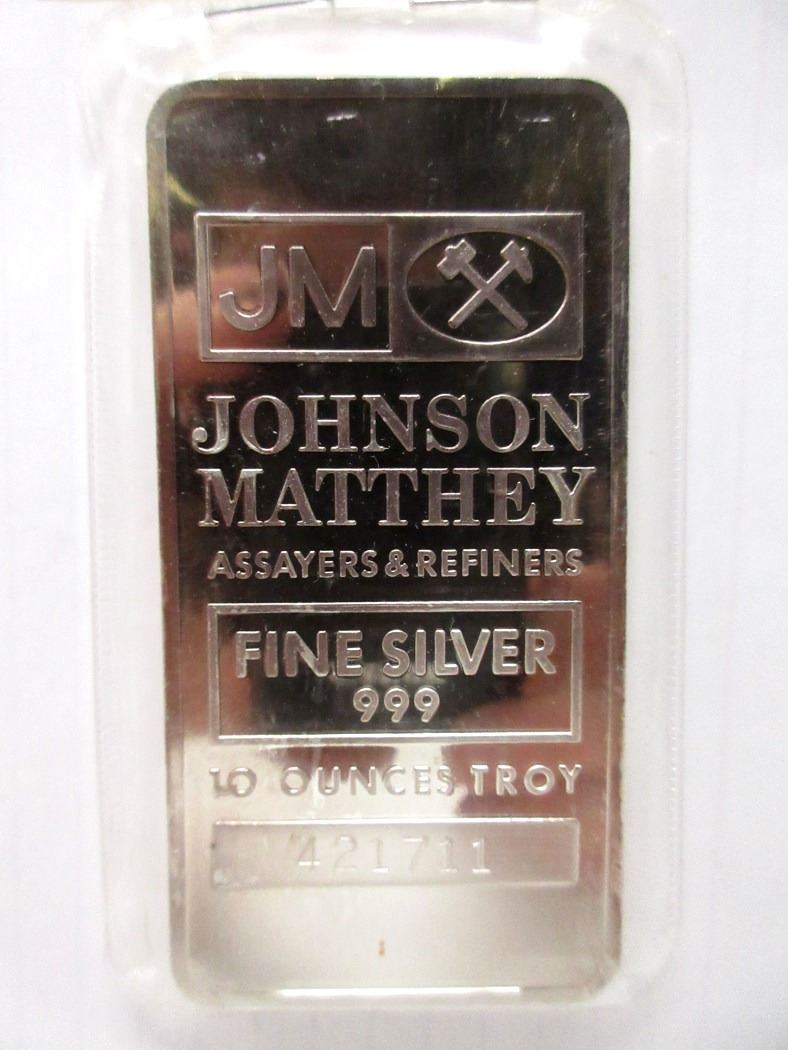 JM
JOHNSON
MATTHEY
ASSAYERS & REFINERS
FINE SILVER
999
10 OUNCES TROY
421711